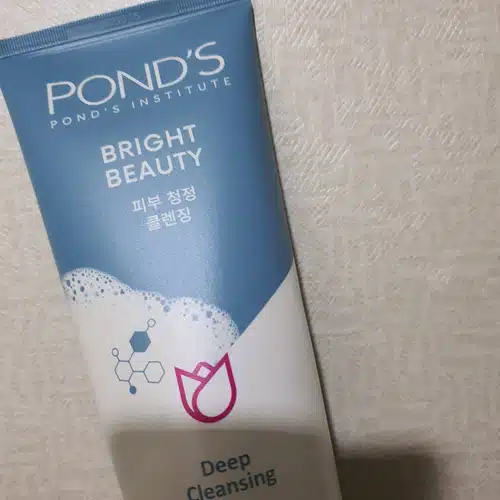 POND'S
POND'S INSTITUTE
BRIGHT
BEAUTY
피부 청정
클렌징
Deep
Cleansing